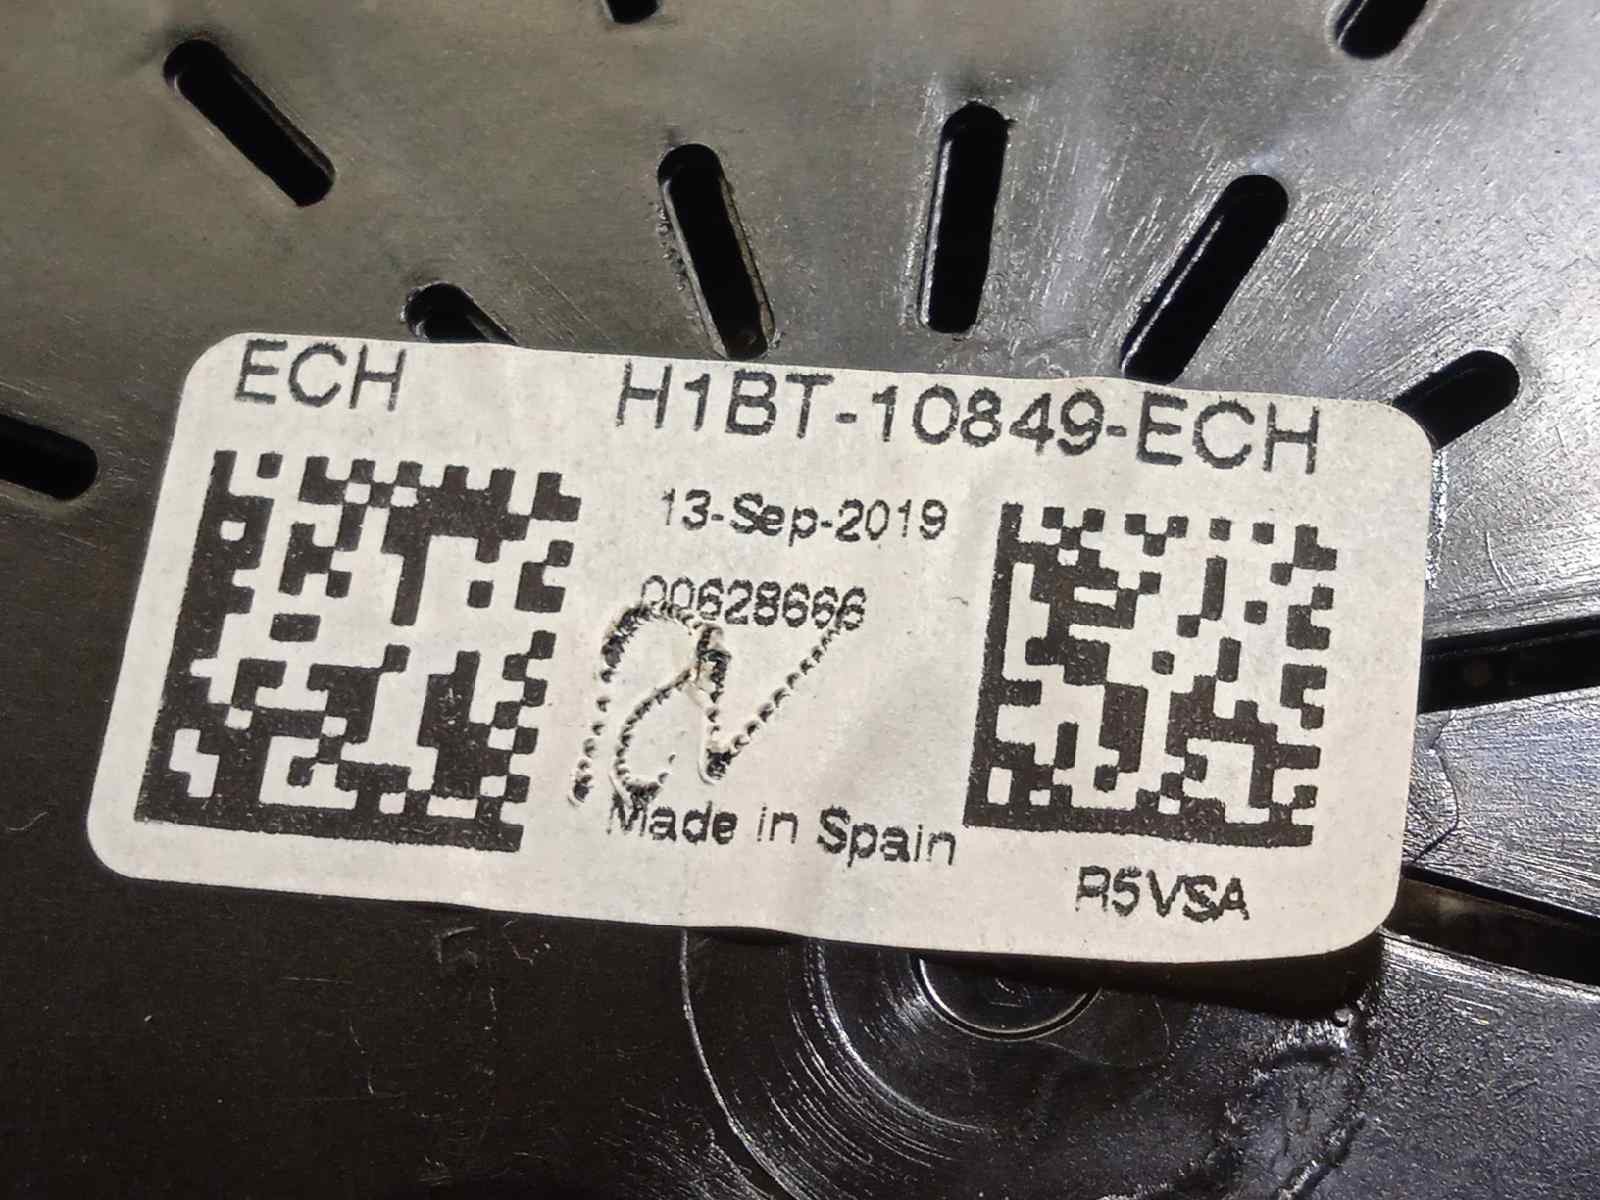 ECH H1BT-10849-ECH
13-Sep-2019
00628666
Made in Spain
R5VSA